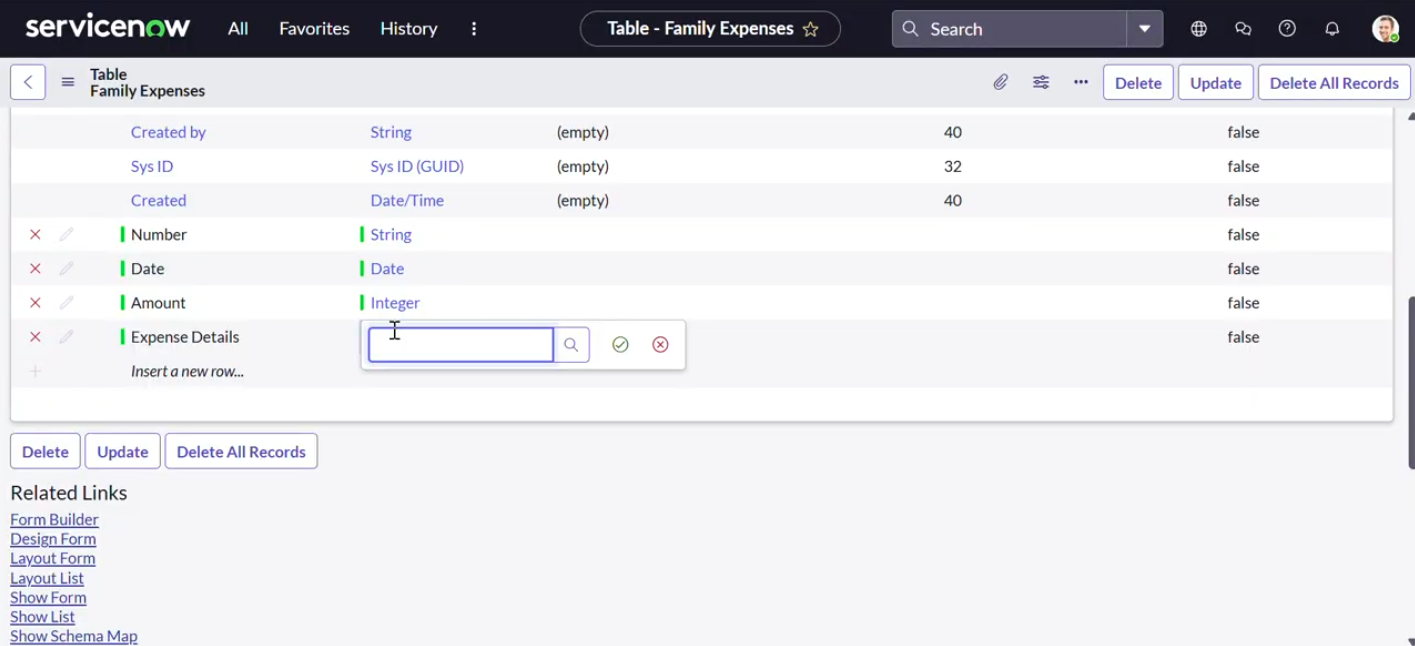 servicenow All Favorites History Table - Family Expenses Search
Table
Family Expenses Delete Update Delete All Records
Created by String (empty) 40 false
Sys ID Sys ID (GUID) (empty) 32 false
Created Date/Time (empty) 40 false
Number String false
Date Date false
Amount Integer false
Expense Details false
Insert a new row...
Delete Update Delete All Records
Related Links
Form Builder
Design Form
Layout Form
Layout List
Show Form
Show List
Show Schema Map